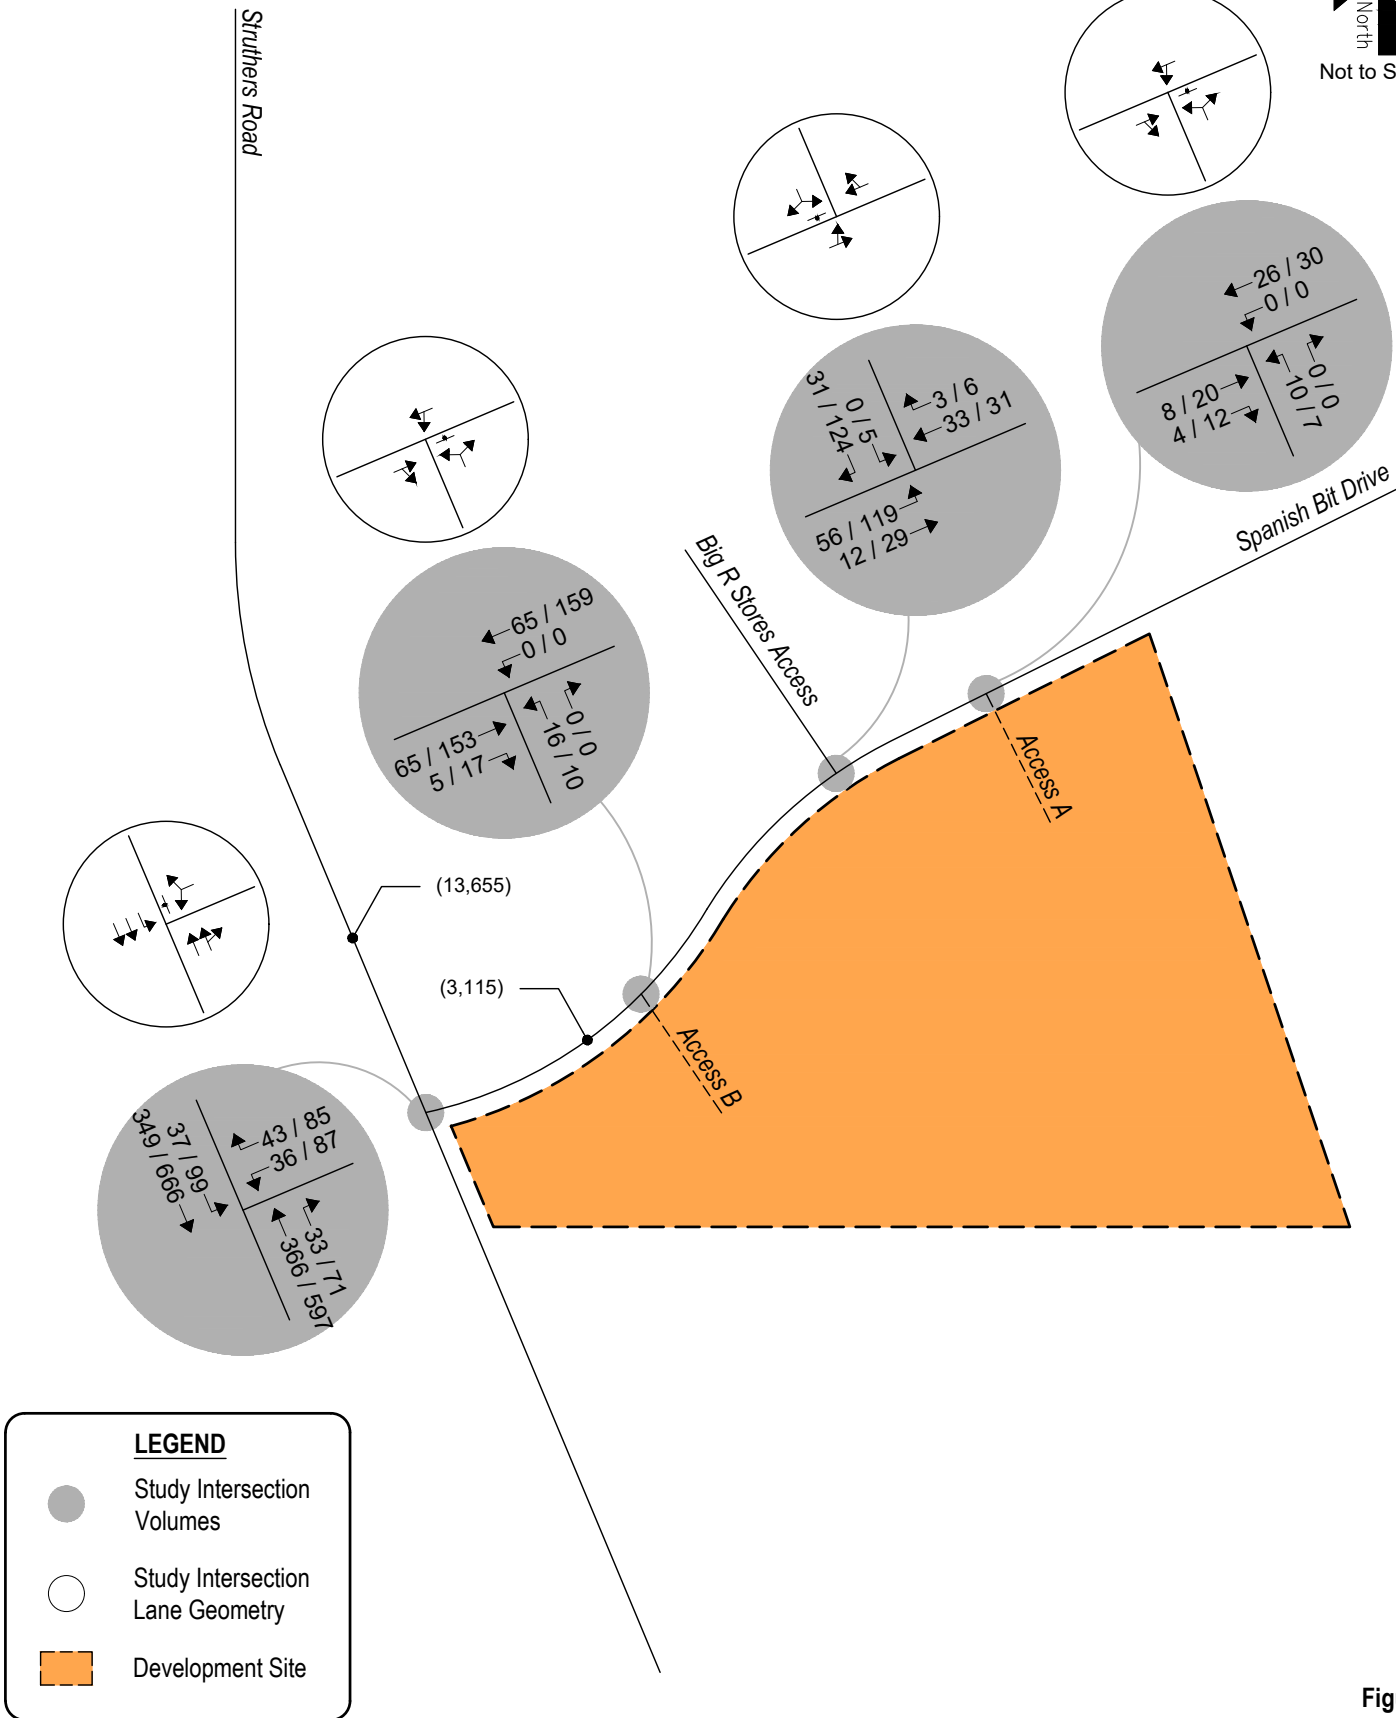 North
Not to S
Struthers Road
26 / 30
0 / 0
8 / 20
4 / 12
0 / 0
10 / 7
31 / 124
0 / 5
3 / 6
33 / 31
56 / 119
12 / 29
Spanish Bit Drive
Big R Stores Access
65 / 159
0 / 0
65 / 153
5 / 17
0 / 0
16 / 10
Access A
(13,655)
(3,115)
Access B
349 / 666
37 / 99
43 / 85
36 / 87
33 / 71
366 / 597
LEGEND
Study Intersection
Volumes
Study Intersection
Lane Geometry
Development Site
Fig